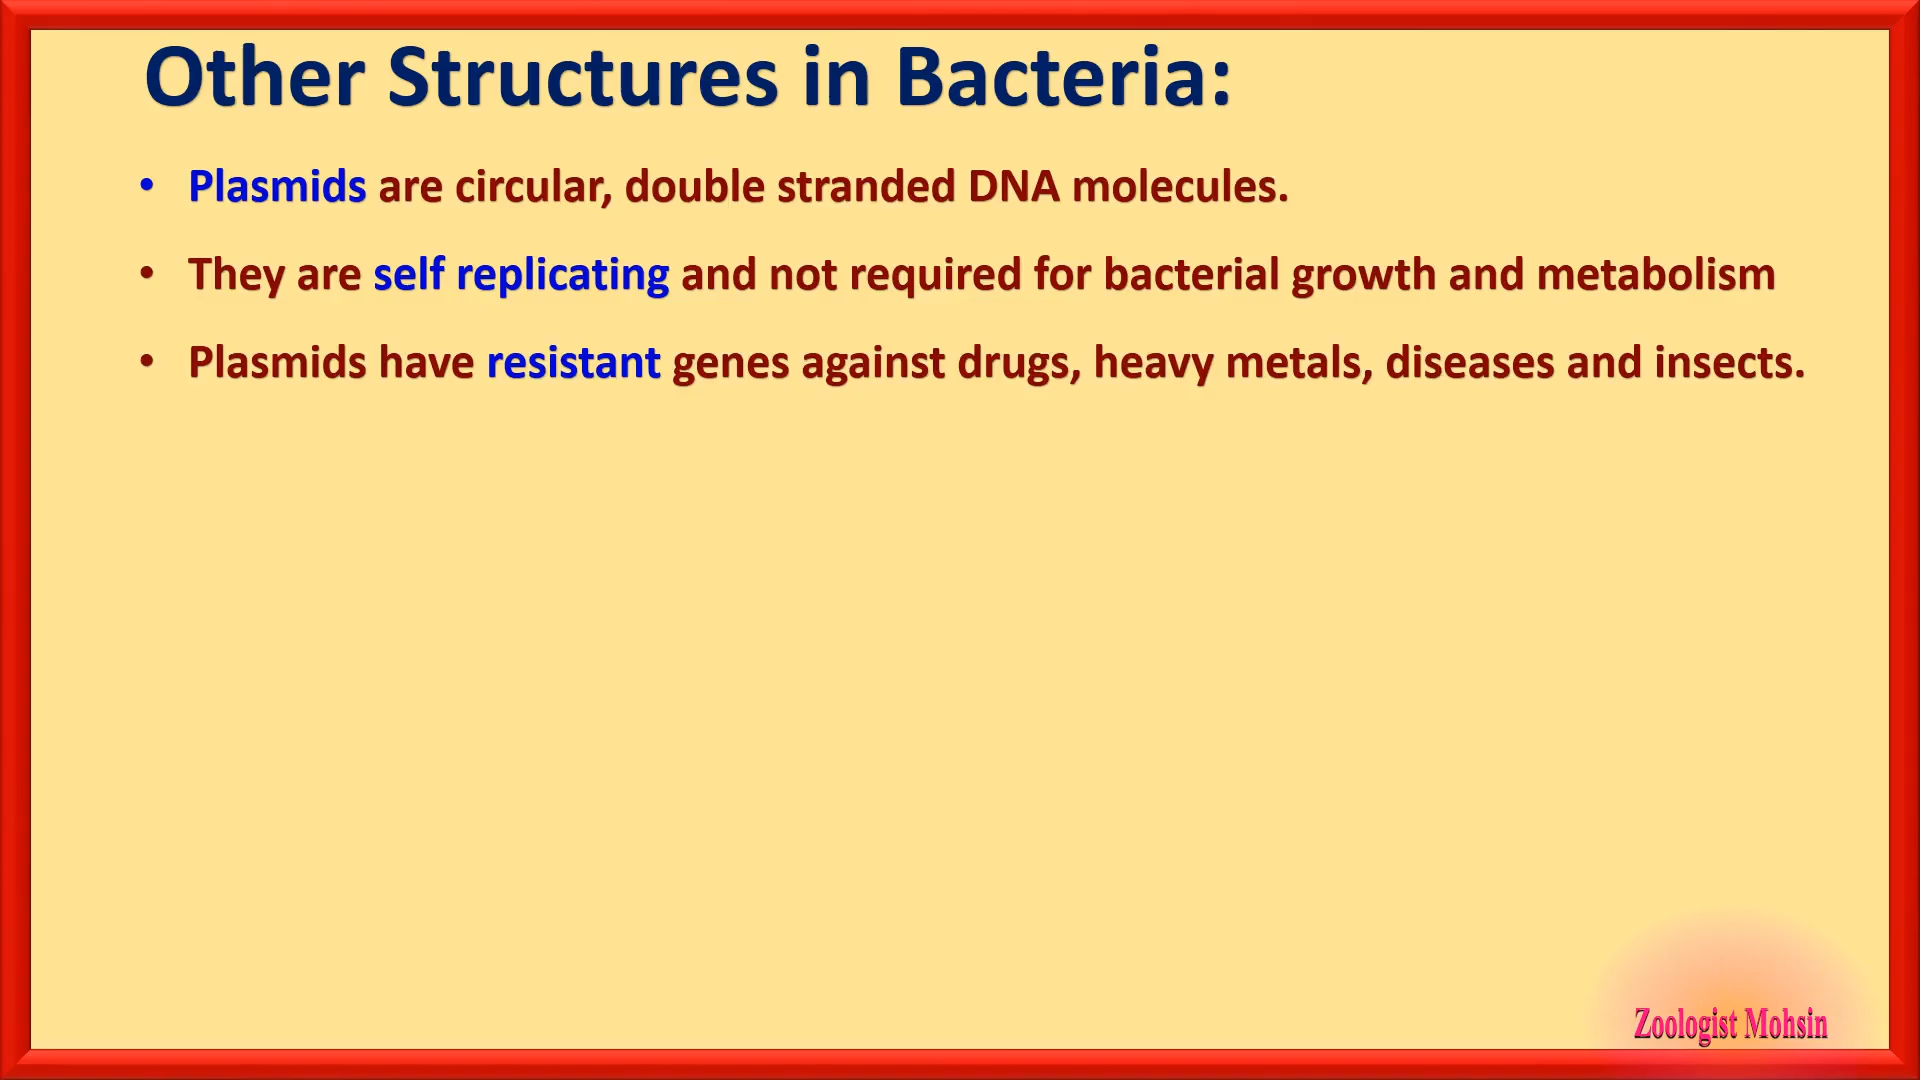 Other Structures in Bacteria:
• Plasmids are circular, double stranded DNA molecules.
• They are self replicating and not required for bacterial growth and metabolism
• Plasmids have resistant genes against drugs, heavy metals, diseases and insects.
Zoologist Mohsin